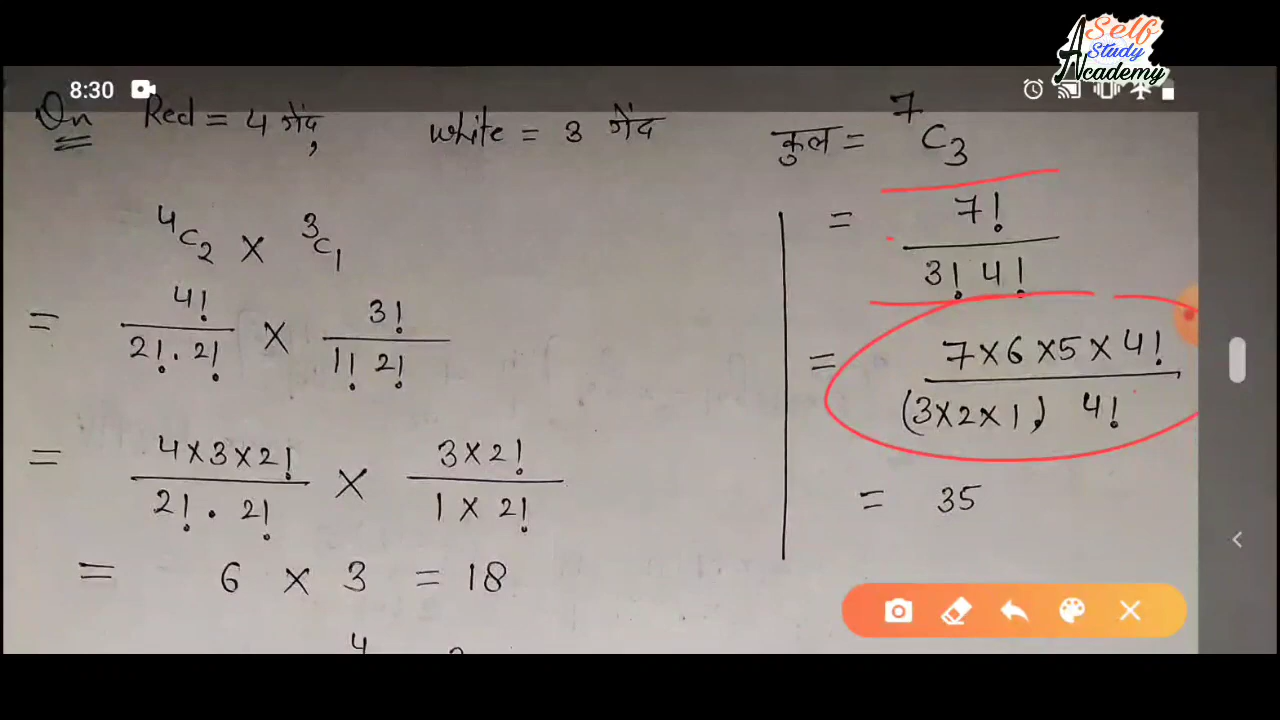 Self
Study
Academy
8:30
On Red = 4 गेंद, white = 3 गेंद कुल = ⁷C₃
⁴C₂ × ³C₁
= 4! / 2!.2! × 3! / 1! 2!
= 4×3×2! / 2!.2! × 3×2! / 1×2!
= 6 × 3 = 18
4
= 7! / 3! 4!
= 7×6×5×4! / (3×2×1) 4!
= 35